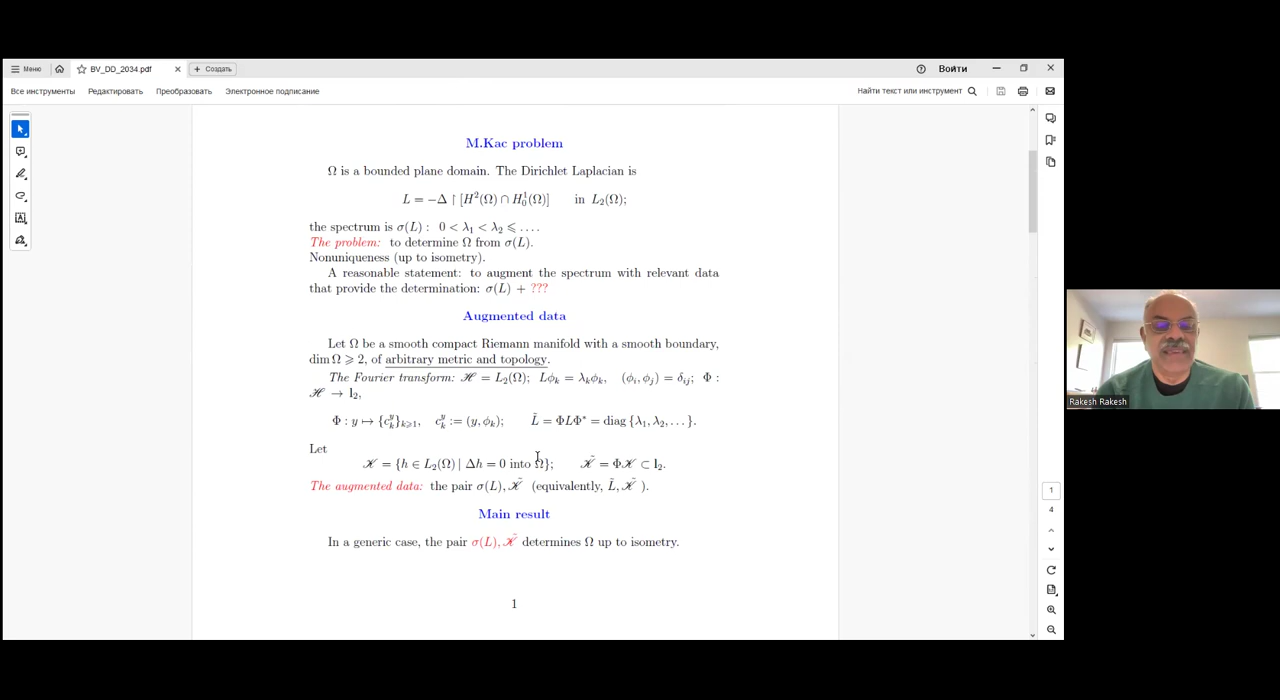 Меню
BV_DD_2034.pdf
Создать
Войти
Все инструменты Редактировать Преобразовать Электронное подписание
Найти текст или инструмент
M.Kac problem
Ω is a bounded plane domain. The Dirichlet Laplacian is
L = −Δ ↾ [H²(Ω) ∩ H¹₀(Ω)] in L₂(Ω);
the spectrum is σ(L) : 0 < λ₁ < λ₂ ⩽ ... .
The problem: to determine Ω from σ(L).
Nonuniqueness (up to isometry).
A reasonable statement: to augment the spectrum with relevant data
that provide the determination: σ(L) + ???
Augmented data
Let Ω be a smooth compact Riemann manifold with a smooth boundary,
dim Ω ⩾ 2, of arbitrary metric and topology.
The Fourier transform: ℋ = L₂(Ω); Lϕₖ = λₖϕₖ, (ϕᵢ, ϕⱼ) = δᵢⱼ; Φ :
ℋ → l₂,
Φ : y ↦ {cₖʸ}ₖ⩾₁, cₖʸ := (y, ϕₖ); L̃ = ΦLΦ* = diag {λ₁, λ₂, ...}.
Let
𝒦 = {h ∈ L₂(Ω) | Δh = 0 into Ω}; 𝒦̃ = Φ𝒦 ⊂ l₂.
The augmented data: the pair σ(L), 𝒦̃ (equivalently, L̃, 𝒦̃ ).
Main result
In a generic case, the pair σ(L), 𝒦̃ determines Ω up to isometry.
1
1
4
Rakesh Rakesh